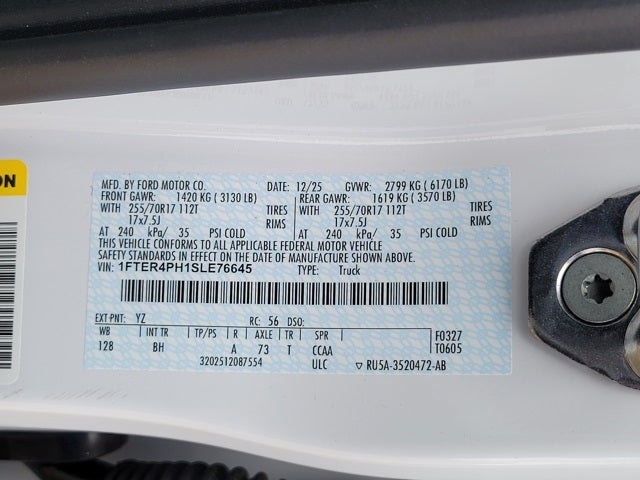 ON
MFD. BY FORD MOTOR CO. DATE: 12/25 GVWR: 2799 KG ( 6170 LB)
FRONT GAWR: 1420 KG ( 3130 LB) REAR GAWR: 1619 KG ( 3570 LB)
WITH 255/70R17 112T TIRES WITH 255/70R17 112T TIRES
17x7.5J RIMS 17x7.5J RIMS
AT 240 kPa/ 35 PSI COLD AT 240 kPa/ 35 PSI COLD
THIS VEHICLE CONFORMS TO ALL APPLICABLE FEDERAL MOTOR VEHICLE
SAFETY STANDARDS IN EFFECT ON THE DATE OF MANUFACTURE SHOWN ABOVE.
VIN: 1FTER4PH1SLE76645 TYPE: Truck
EXT PNT: YZ RC: 56 DSO: F0327
WB INT TR TP/PS R AXLE TR SPR T0605
128 BH A 73 T CCAA
3202512087554 ULC ▽ RU5A-3520472-AB